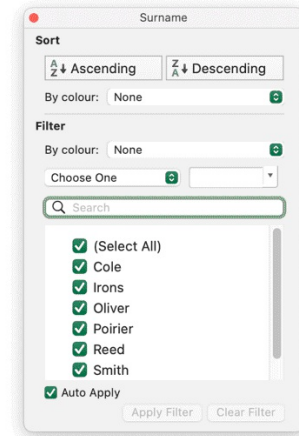 Surname
Sort
A Z Ascending Z A Descending
By colour: None
Filter
By colour: None
Choose One
Search
(Select All)
Cole
Irons
Oliver
Poirier
Reed
Smith
Auto Apply
Apply Filter Clear Filter